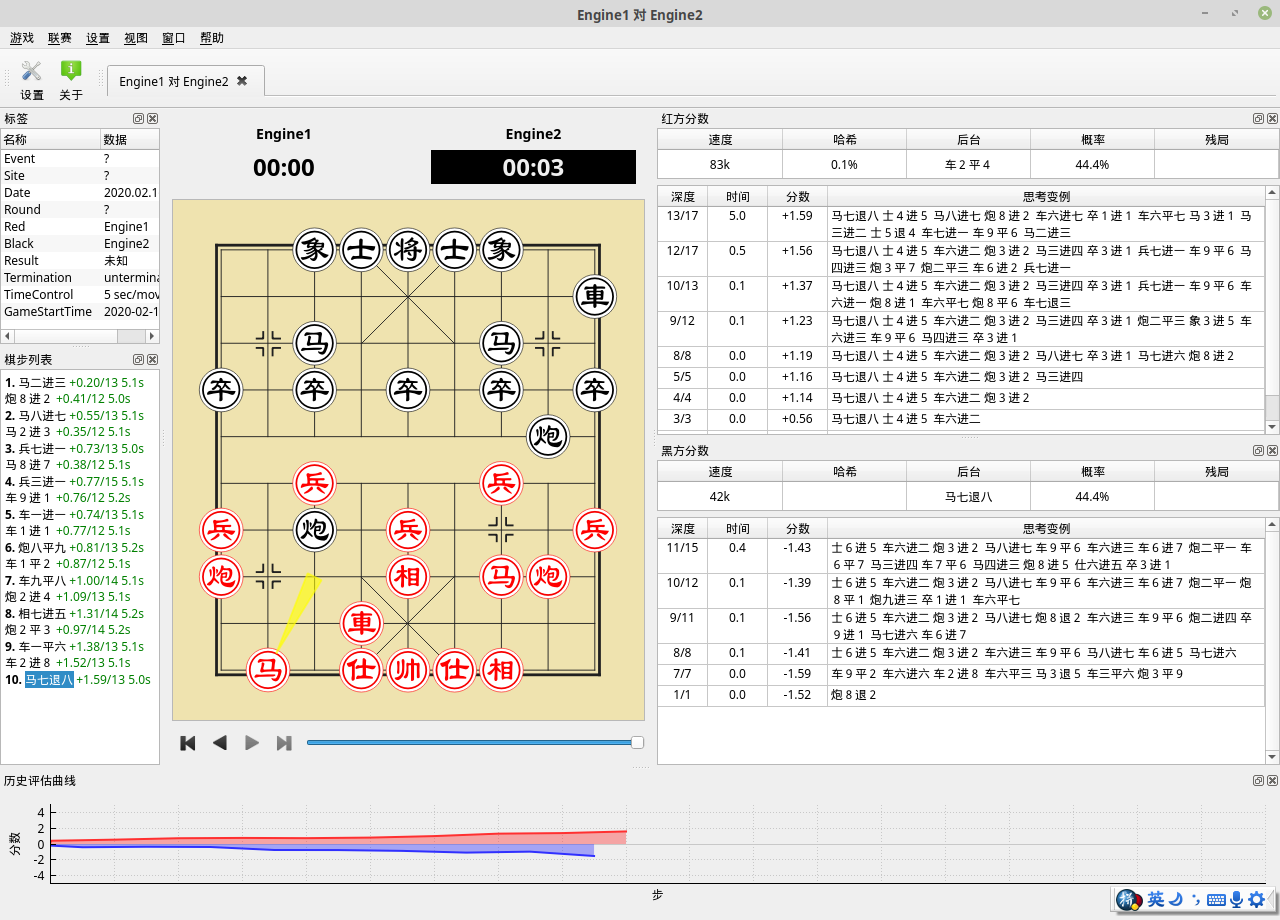 Engine1 对 Engine2
游戏 联赛 设置 视图 窗口 帮助
设置 关于
Engine1 对 Engine2
标签
名称 数据
Event ?
Site ?
Date 2020.02.1
Round ?
Red Engine1
Black Engine2
Result 未知
Termination untermina
TimeControl 5 sec/mov
GameStartTime 2020-02-1
棋步列表
1. 马二进三 +0.20/13 5.1s
炮８进２ +0.41/12 5.0s
2. 马八进七 +0.55/13 5.1s
马２进３ +0.35/12 5.1s
3. 兵七进一 +0.73/13 5.0s
马８进７ +0.38/12 5.1s
4. 兵三进一 +0.77/15 5.1s
车９进１ +0.76/12 5.2s
5. 车一进一 +0.74/13 5.1s
车１进１ +0.77/12 5.1s
6. 炮八平九 +0.81/13 5.2s
车１平２ +0.87/12 5.1s
7. 车九平八 +1.00/14 5.1s
炮２进４ +1.09/13 5.1s
8. 相七进五 +1.31/14 5.2s
炮２平３ +0.97/14 5.2s
9. 车一平六 +1.38/13 5.1s
车２进８ +1.52/13 5.1s
10. 马七退八 +1.59/13 5.0s
Engine1 Engine2
00:00 00:03
象 士 将 士 象
車
马 马
卒 卒 卒 卒 卒
炮
兵 兵
兵 炮 兵 兵
炮 相 马 炮
車
马 仕 帅 仕 相
红方分数
速度 哈希 后台 概率 残局
83k 0.1% 车２平４ 44.4%
深度 时间 分数 思考变例
13/17 5.0 +1.59 马七退八 士４进５ 马八进七 炮８进２ 车六进七 卒１进１ 车六平七 马３进１ 马
三进二 士５退４ 车七进一 车９平６ 马二进三
12/17 0.5 +1.56 马七退八 士４进５ 车六进二 炮３进２ 马三进四 卒３进１ 兵七进一 车９平６ 马
四进三 炮３平７ 炮二平三 车６进２ 兵七进一
10/13 0.1 +1.37 马七退八 士４进５ 车六进二 炮３进２ 马三进四 卒３进１ 兵七进一 车９平６ 车
六进一 炮８进１ 车六平七 炮８平６ 车七退三
9/12 0.1 +1.23 马七退八 士４进５ 车六进二 炮３进２ 马三进四 卒３进１ 炮二平三 象３进５ 车
六进三 车９平６ 马四进三 卒３进１
8/8 0.0 +1.19 马七退八 士４进５ 车六进二 炮３进２ 马八进七 卒３进１ 马七进六 炮８进２
5/5 0.0 +1.16 马七退八 士４进５ 车六进二 炮３进２ 马三进四
4/4 0.0 +1.14 马七退八 士４进５ 车六进二 炮３进２
3/3 0.0 +0.56 马七退八 士４进５ 车六进二
黑方分数
速度 哈希 后台 概率 残局
42k 马七退八 44.4%
深度 时间 分数 思考变例
11/15 0.4 -1.43 士６进５ 车六进二 炮３进２ 马八进七 车９平６ 车六进三 车６进７ 炮二平一 车
６平７ 马三进四 车７平６ 马四进三 炮８进５ 仕六进五 卒３进１
10/12 0.1 -1.39 士６进５ 车六进二 炮３进２ 马八进七 车９平６ 车六进三 车６进７ 炮二平一 炮
８平１ 炮九进三 卒１进１ 车六平七
9/11 0.1 -1.56 士６进５ 车六进二 炮３进２ 马八进七 炮８退２ 车六进三 车９平６ 炮二进四 卒
９进１ 马七进六 车６进７
8/8 0.1 -1.41 士６进５ 车六进二 炮３进２ 车六进三 车９平６ 马八进七 车６进５ 马七进六
7/7 0.0 -1.59 车９平２ 车六进六 车２进８ 车六平三 马３退５ 车三平六 炮３平９
1/1 0.0 -1.52 炮８退２
历史评估曲线
4
2
0
-2
-4
分数
步
拼 英